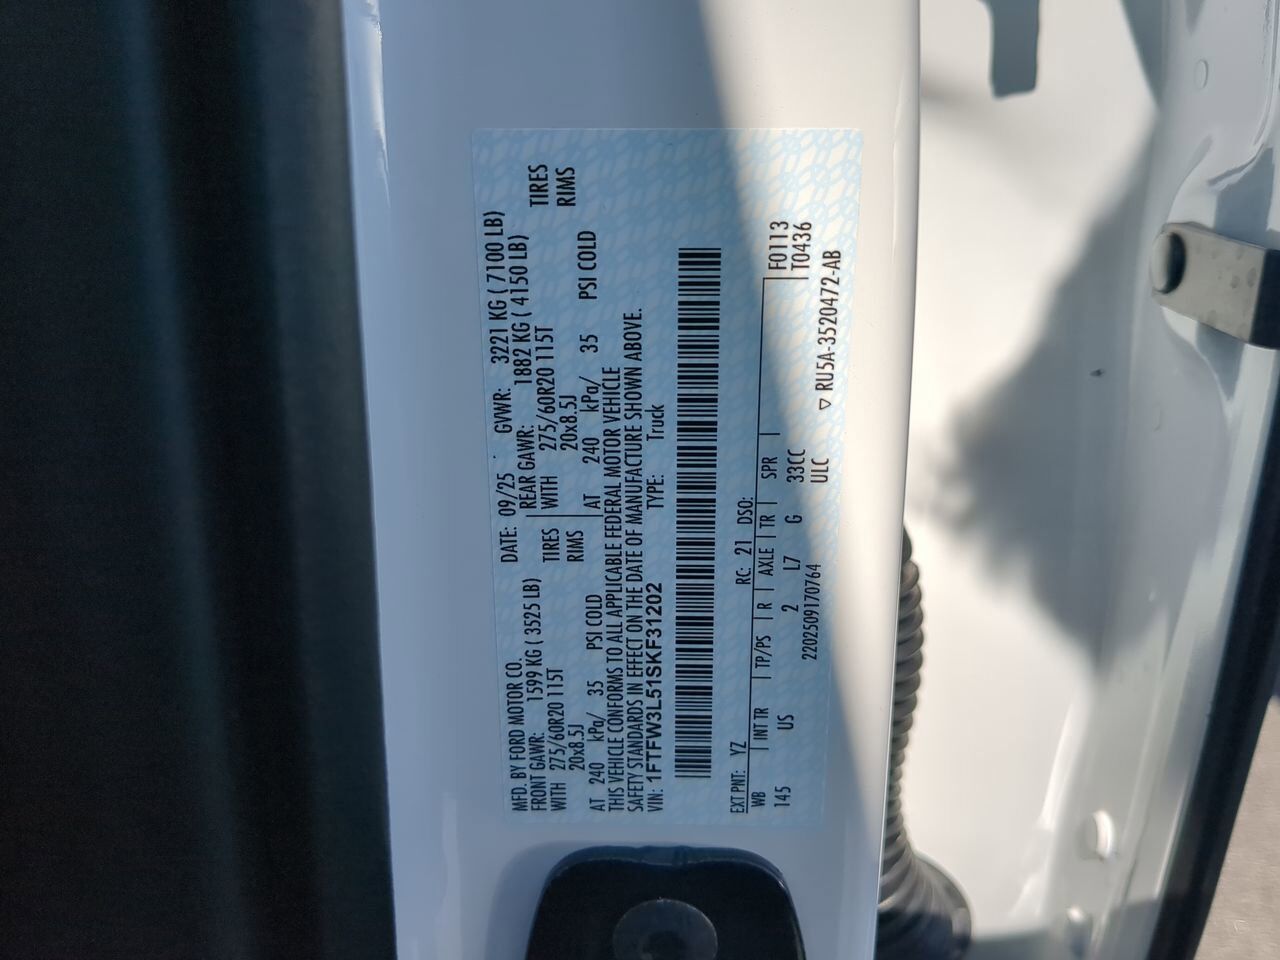 MFD. BY FORD MOTOR CO. DATE: 09/25 GVWR: 3221 KG ( 7100 LB)
FRONT GAWR: 1599 KG ( 3525 LB) REAR GAWR: 1882 KG ( 4150 LB)
WITH 275/60R20 115T TIRES WITH 275/60R20 115T TIRES
20x8.5J RIMS 20x8.5J RIMS
AT 240 kPa/ 35 PSI COLD AT 240 kPa/ 35 PSI COLD
THIS VEHICLE CONFORMS TO ALL APPLICABLE FEDERAL MOTOR VEHICLE
SAFETY STANDARDS IN EFFECT ON THE DATE OF MANUFACTURE SHOWN ABOVE.
VIN: 1FTFW3L51SKF31202 TYPE: Truck
EXT PNT: YZ RC: 21 DSO:
WB INT TR TP/PS R AXLE TR SPR F0113
145 US 2 L7 G 33CC T0436
2202509170764 ULC ▽ RU5A-3520472-AB